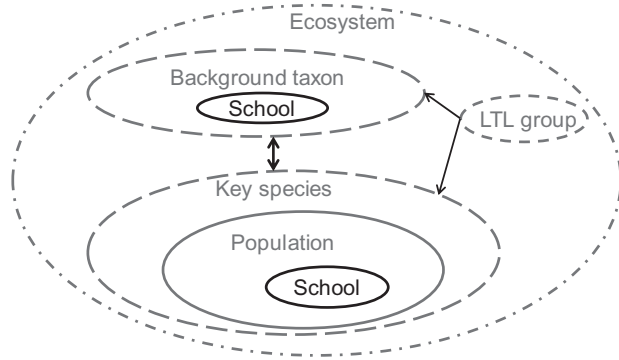 Ecosystem
Background taxon
School
LTL group
Key species
Population
School